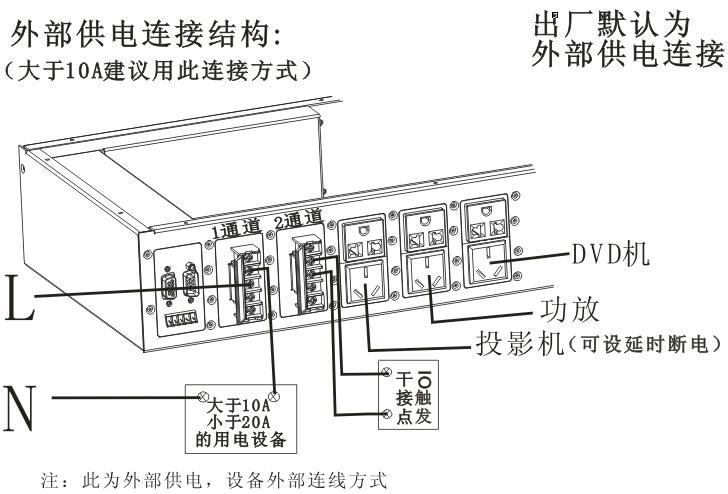 外部供电连接结构:
(大于10A建议用此连接方式)
出厂默认为
外部供电连接
1通道
2通道
DVD机
功放
投影机(可设延时断电)
L
N
大于10A
小于20A
的用电设备
干接点
IO触发
注：此为外部供电，设备外部连线方式